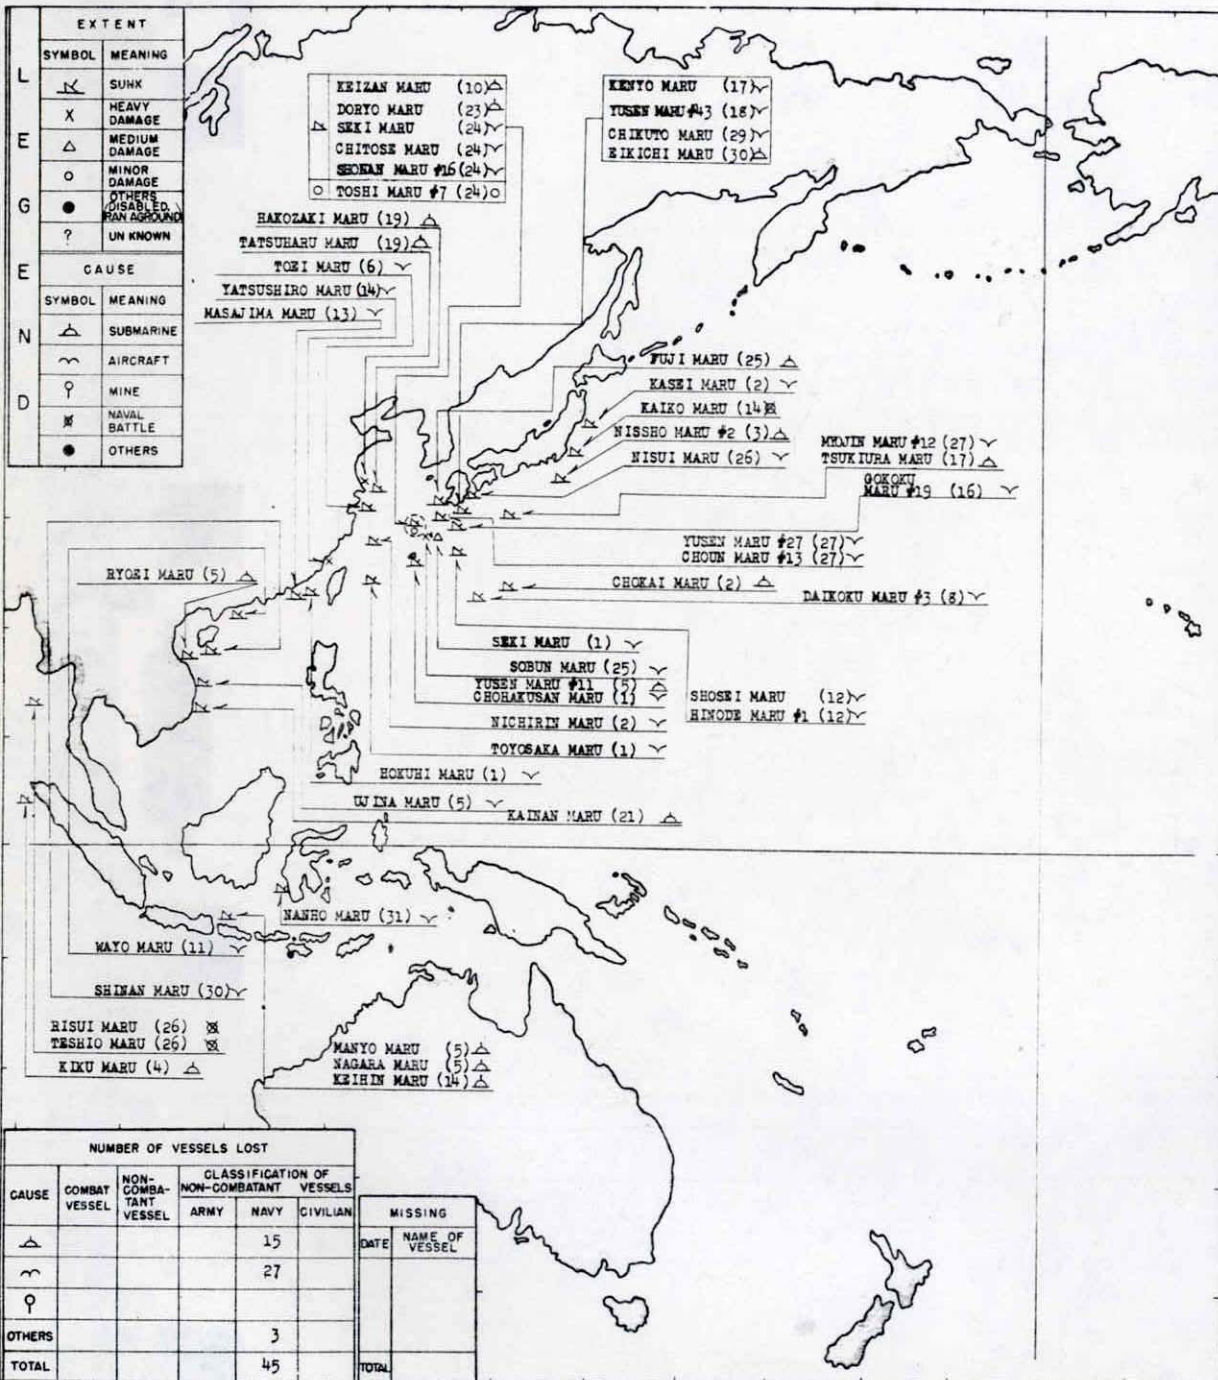 LEGEND
EXTENT
SYMBOL MEANING
SUNK
X HEAVY DAMAGE
MEDIUM DAMAGE
MINOR DAMAGE
OTHERS (DISABLED, RAN AGROUND)
? UN KNOWN
CAUSE
SYMBOL MEANING
SUBMARINE
AIRCRAFT
MINE
NAVAL BATTLE
OTHERS
KEIZAN MARU (10)
DORYO MARU (23)
SEKI MARU (24)
CHITOSE MARU (24)
SHONAN MARU #16 (24)
TOSHI MARU #7 (24)
KENYO MARU (17)
YUSEN MARU #43 (18)
CHIKUTO MARU (29)
EIKICHI MARU (30)
HAKOZAKI MARU (19)
TATSUHARU MARU (19)
TOEI MARU (6)
YATSUSHIRO MARU (14)
MASAJIMA MARU (13)
FUJI MARU (25)
KASEI MARU (2)
KAIKO MARU (14)
NISSHO MARU #2 (3)
NISUI MARU (26)
MYOJIN MARU #12 (27)
TSUKIURA MARU (17)
GOKOKU
MARU #19 (16)
YUSEN MARU #27 (27)
CHOUN MARU #13 (27)
RYOEI MARU (5)
CHOKAI MARU (2)
DAIKOKU MARU #3 (8)
SEKI MARU (1)
SOBUN MARU (25)
YUSEN MARU #11 (5)
CHOHAKUSAN MARU (1)
SHOSEI MARU (12)
HINODE MARU #1 (12)
NICHIRIN MARU (2)
TOYOSAKA MARU (1)
HOKUHI MARU (1)
UJINA MARU (5)
KAINAN MARU (21)
NANHO MARU (31)
WAYO MARU (11)
SHINAN MARU (30)
RISUI MARU (26)
TESHIO MARU (26)
KIKU MARU (4)
MANYO MARU (5)
NAGARA MARU (5)
KEIHIN MARU (14)
NUMBER OF VESSELS LOST
CAUSE COMBAT VESSEL NON-COMBA-TANT VESSEL CLASSIFICATION OF NON-COMBATANT VESSELS
ARMY NAVY CIVILIAN
15
27
OTHERS 3
TOTAL 45
MISSING
DATE NAME OF VESSEL
TOTAL